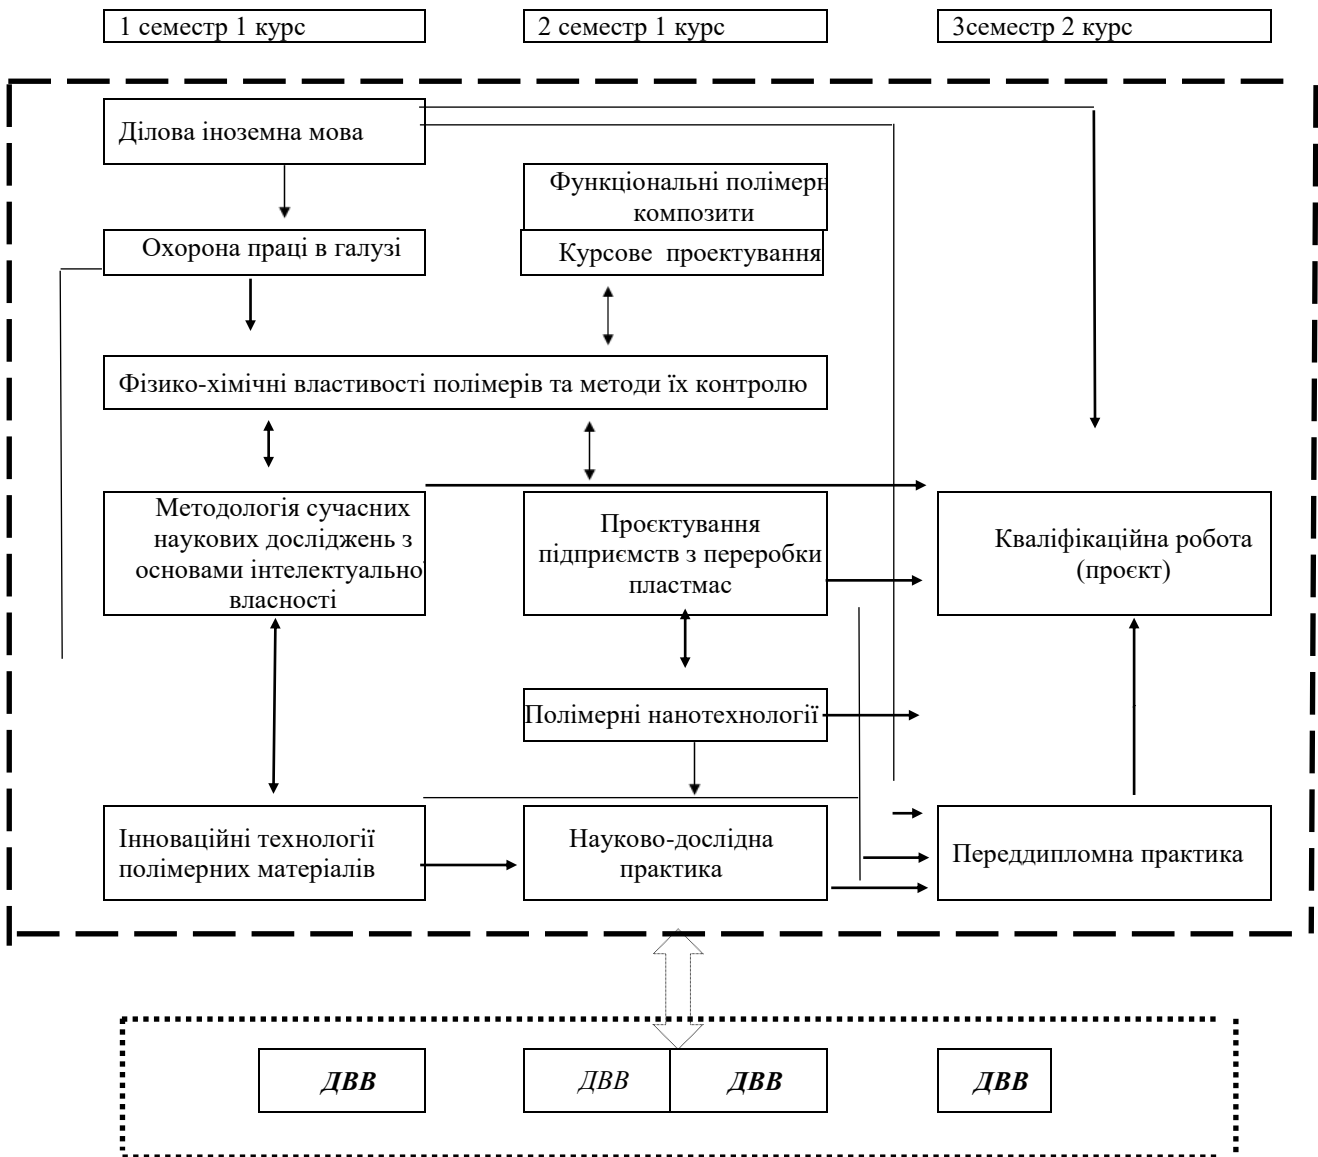 1 семестр 1 курс
2 семестр 1 курс
3семестр 2 курс
Ділова іноземна мова
Функціональні полімерн
композити
Охорона праці в галузі
Курсове проектування
Фізико-хімічні властивості полімерів та методи їх контролю
Методологія сучасних
наукових досліджень з
основами інтелектуально
власності
Проєктування
підприємств з переробки
пластмас
Кваліфікаційна робота
(проєкт)
Полімерні нанотехнології
Інноваційні технології
полімерних матеріалів
Науково-дослідна
практика
Переддипломна практика
ДВВ
ДВВ
ДВВ
ДВВ